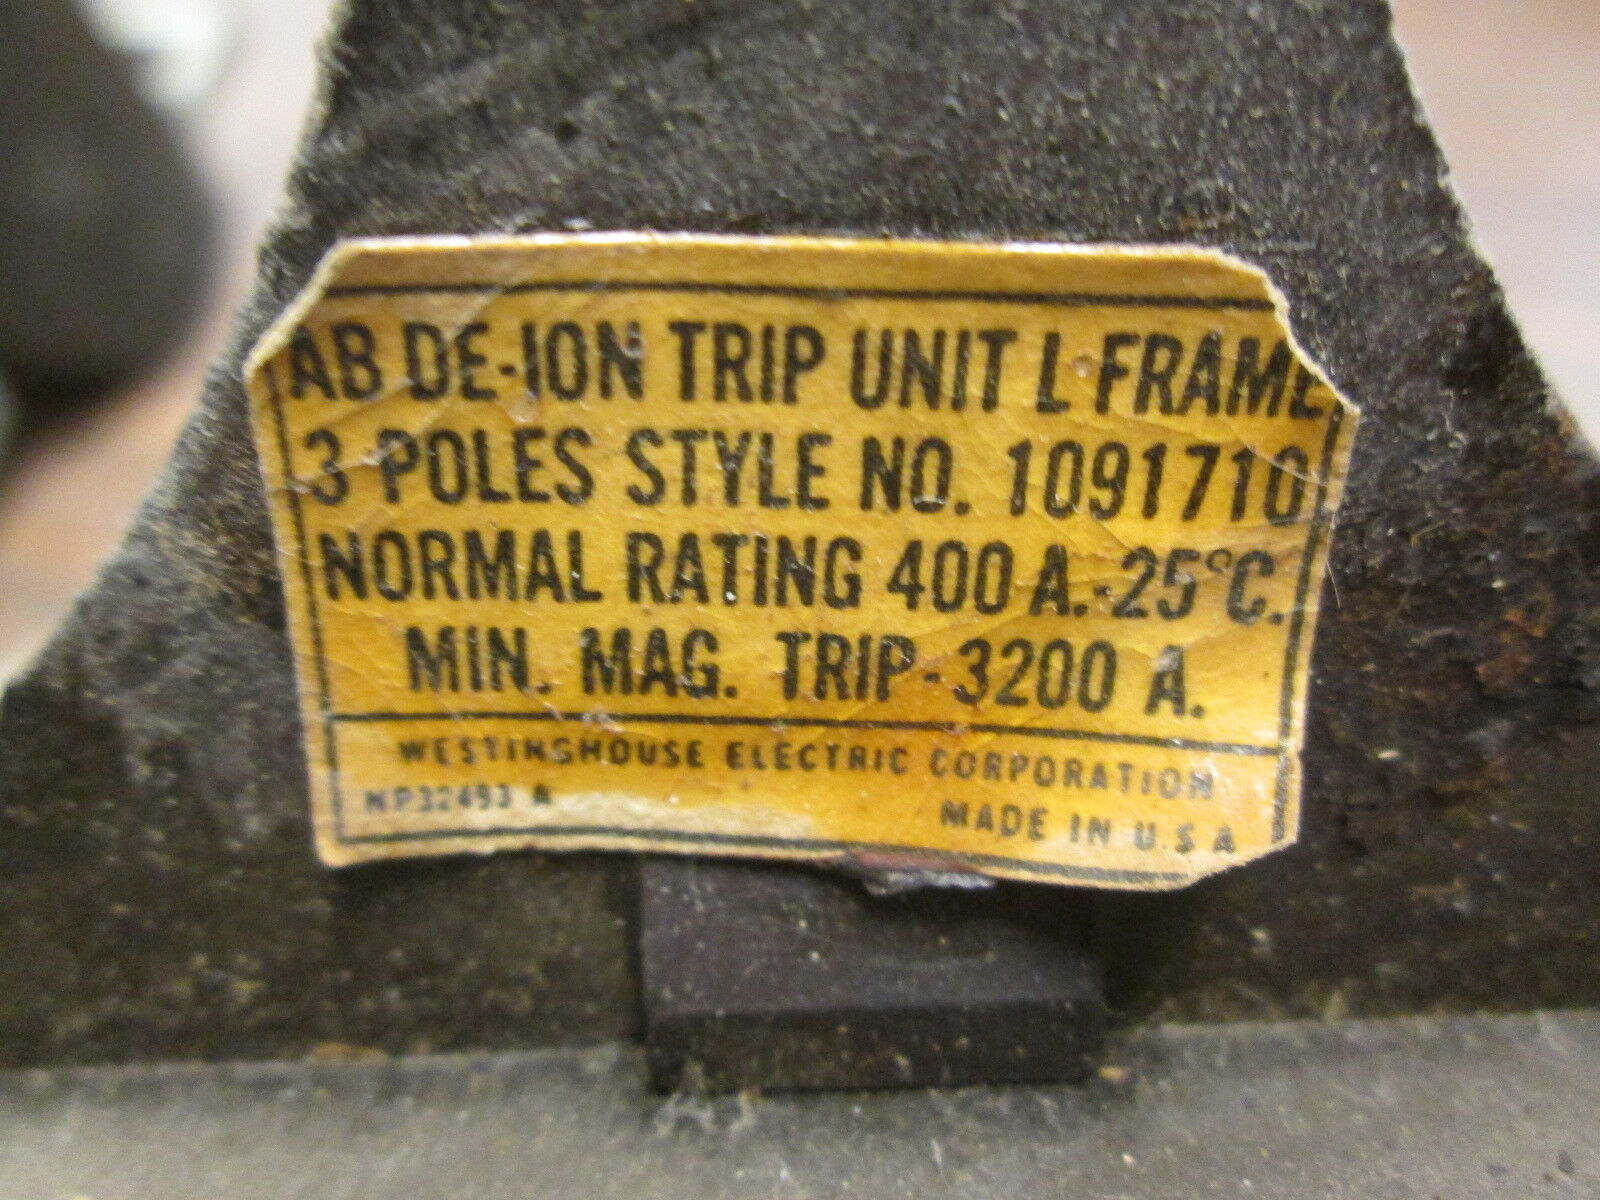 AB DE-ION TRIP UNIT L FRAME
3 POLES STYLE NO. 1091710
NORMAL RATING 400 A.-25°C.
MIN. MAG. TRIP-3200 A.
WESTINGHOUSE ELECTRIC CORPORATION
NP32493 A
MADE IN U.S A